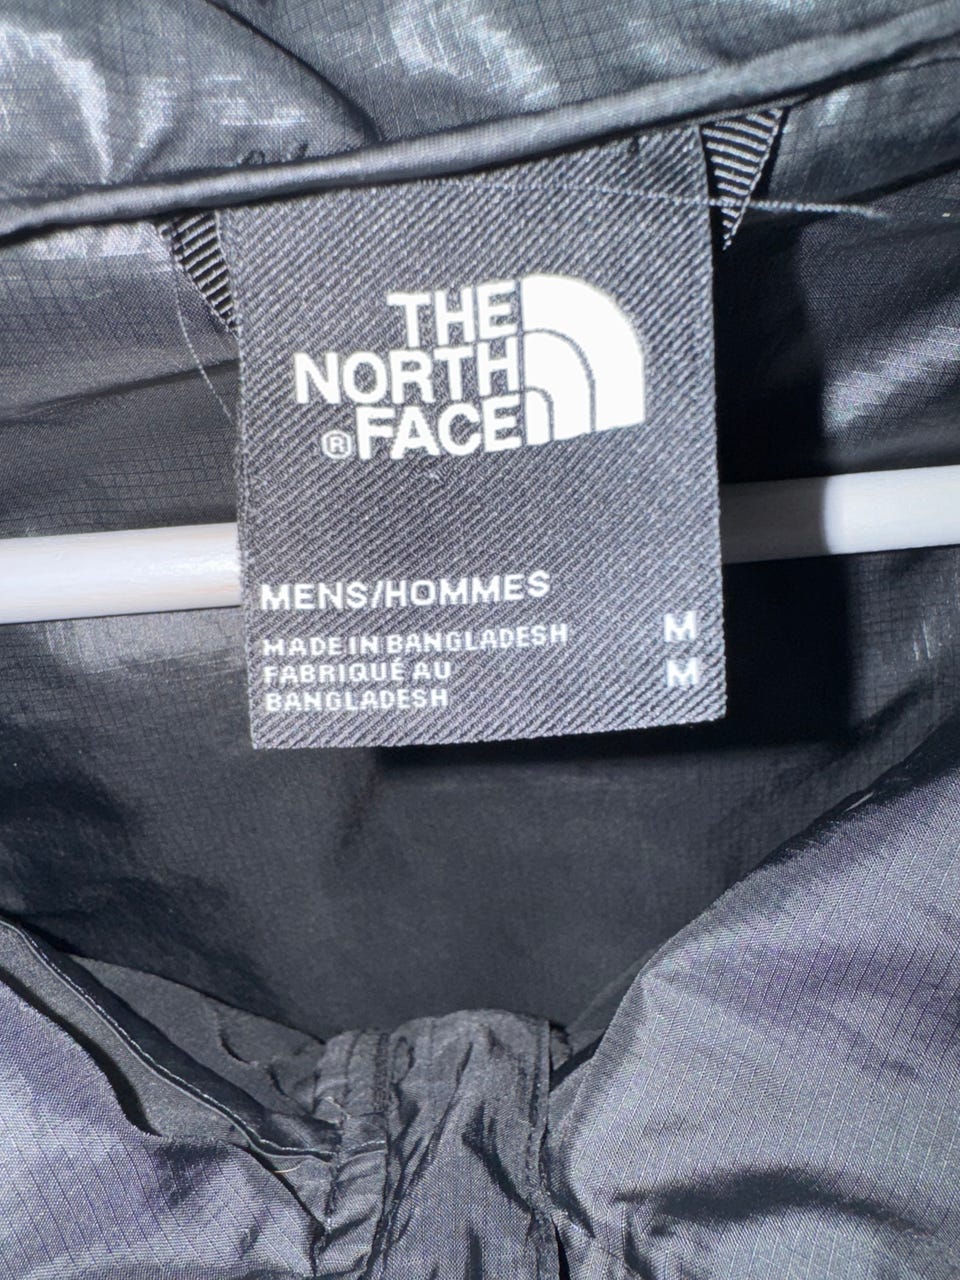 THE
NORTH
®FACE
MENS/HOMMES
MADE IN BANGLADESH M
FABRIQUÉ AU M
BANGLADESH